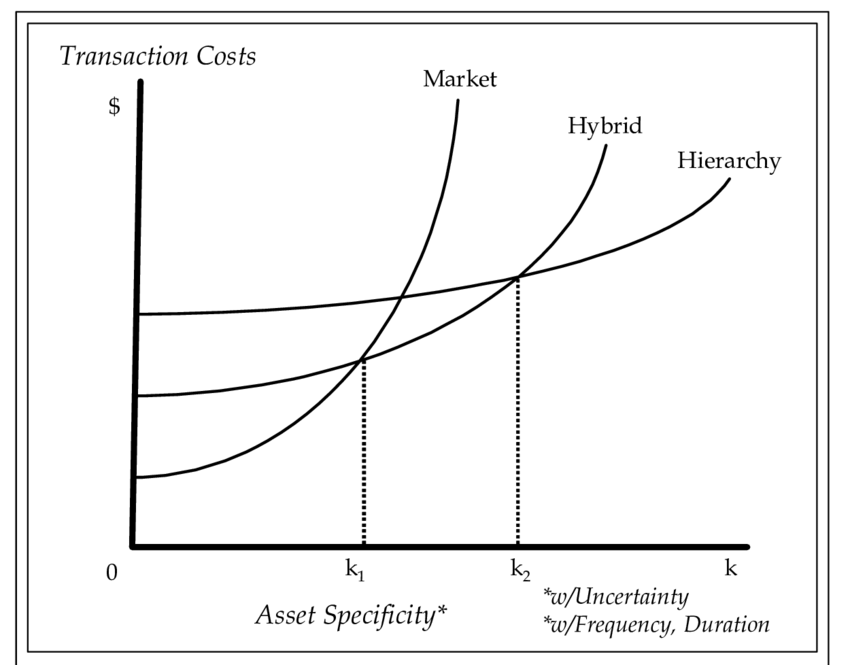 Transaction Costs
$
Market
Hybrid
Hierarchy
0
k₁
k₂
k
Asset Specificity*
*w/Uncertainty
*w/Frequency, Duration